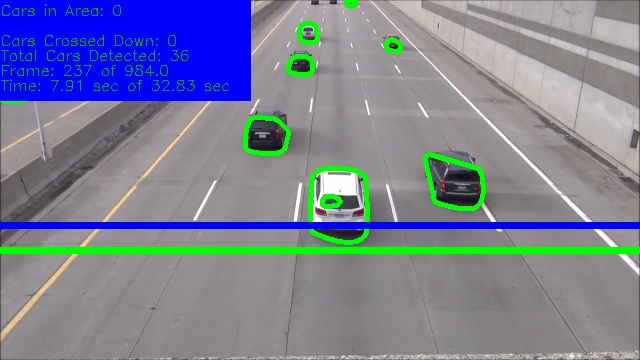 Cars in Area: 0
Cars Crossed Down: 0
Total Cars Detected: 36
Frame: 237 of 984.0
Time: 7.91 sec of 32.83 sec